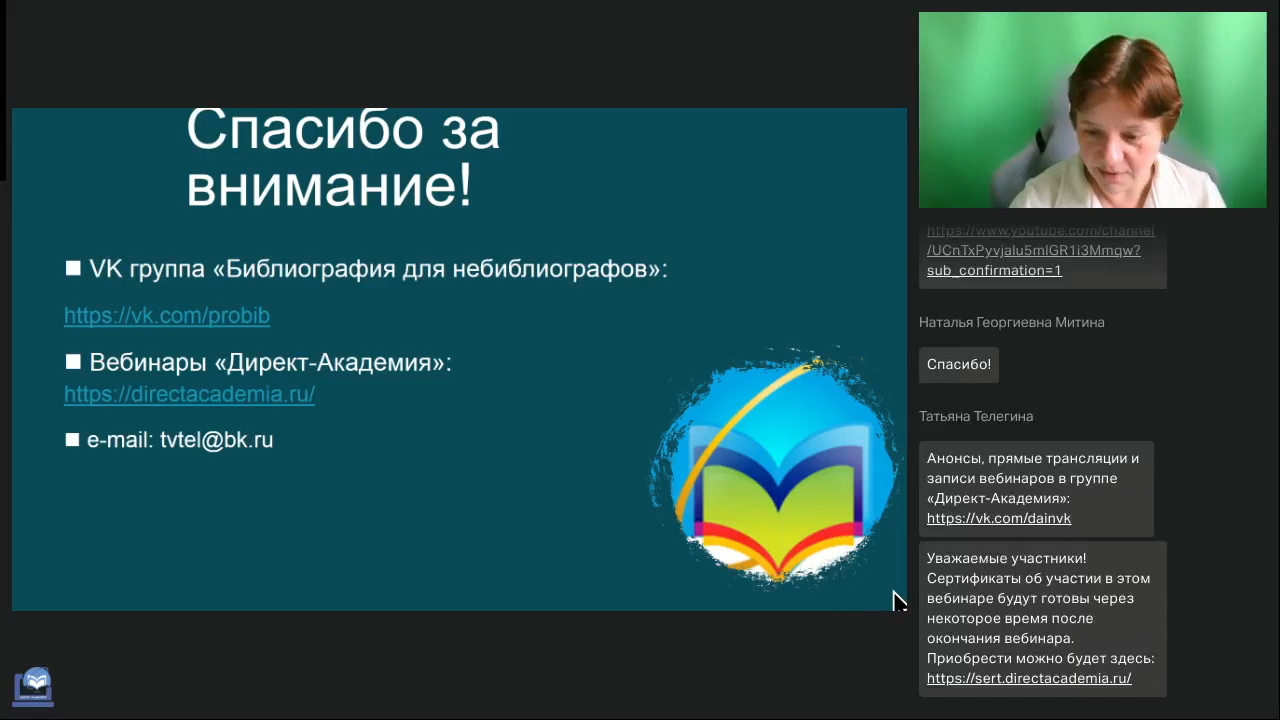 Спасибо за
внимание!
VK группа «Библиография для небиблиографов»:
https://vk.com/probib
Вебинары «Директ-Академия»:
https://directacademia.ru/
e-mail: tvtel@bk.ru
https://www.youtube.com/channel
/UCnTxPyvjalu5mlGR1i3Mmqw?
sub_confirmation=1
Наталья Георгиевна Митина
Спасибо!
Татьяна Телегина
Анонсы, прямые трансляции и
записи вебинаров в группе
«Директ-Академия»:
https://vk.com/dainvk
Уважаемые участники!
Сертификаты об участии в этом
вебинаре будут готовы через
некоторое время после
окончания вебинара.
Приобрести можно будет здесь:
https://sert.directacademia.ru/